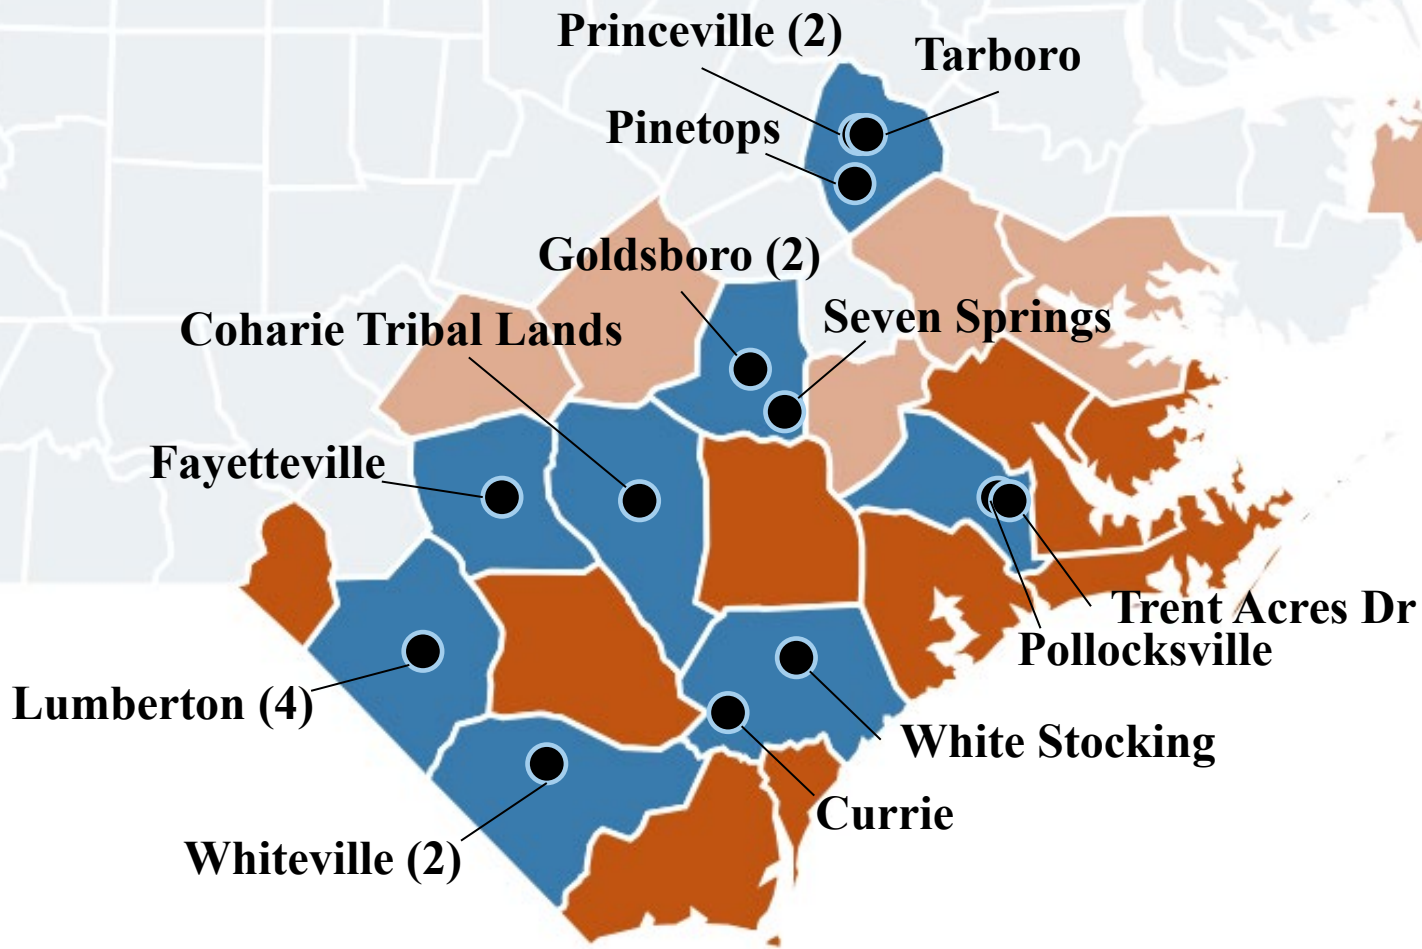 Princeville (2)
Tarboro
Pinetops
Goldsboro (2)
Seven Springs
Coharie Tribal Lands
Fayetteville
Trent Acres Dr
Pollocksville
Lumberton (4)
White Stocking
Currie
Whiteville (2)